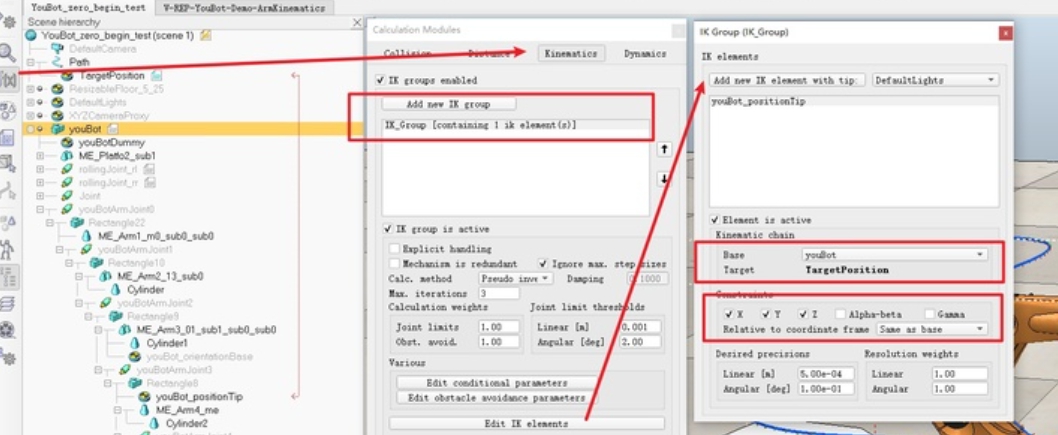 YouBot_zero_begin_test
V-REP-YouBot-Demo-ArmKinematics
Scene hierarchy
YouBot_zero_begin_test (scene 1)
DefaultCamera
Path
TargetPosition
ResizableFloor_5_25
DefaultLights
XYZCameraProxy
youBot
youBotDummy
ME_Platfo2_sub1
rollingJoint_rl
rollingJoint_rr
Joint
youBotArmJoint0
Rectangle22
ME_Arm1_m0_sub0_sub0
youBotArmJoint1
Rectangle10
ME_Arm2_13_sub0
Cylinder
youBotArmJoint2
Rectangle9
ME_Arm3_01_sub1_sub0_sub0
Cylinder1
youBot_orientationBase
youBotArmJoint3
Rectangle8
youBot_positionTip
ME_Arm4_me
Cylinder2
Calculation Modules
Collision Distance Kinematics Dynamics
IK groups enabled
Add new IK group
IK_Group [containing 1 ik element(s)]
IK group is active
Explicit handling
Mechanism is redundant Ignore max. step sizes
Calc. method Pseudo inve Damping 0.1000
Max. iterations 3
Calculation weights Joint limit thresholds
Joint limits 1.00 Linear [m] 0.001
Obst. avoid. 1.00 Angular [deg] 2.00
Various
Edit conditional parameters
Edit obstacle avoidance parameters
Edit IK elements
IK Group (IK_Group)
IK elements
Add new IK element with tip: DefaultLights
youBot_positionTip
Element is active
Kinematic chain
Base youBot
Target TargetPosition
Constraints
X Y Z Alpha-beta Gamma
Relative to coordinate frame Same as base
Desired precisions Resolution weights
Linear [m] 5.00e-04 Linear 1.00
Angular [deg] 1.00e-01 Angular 1.00